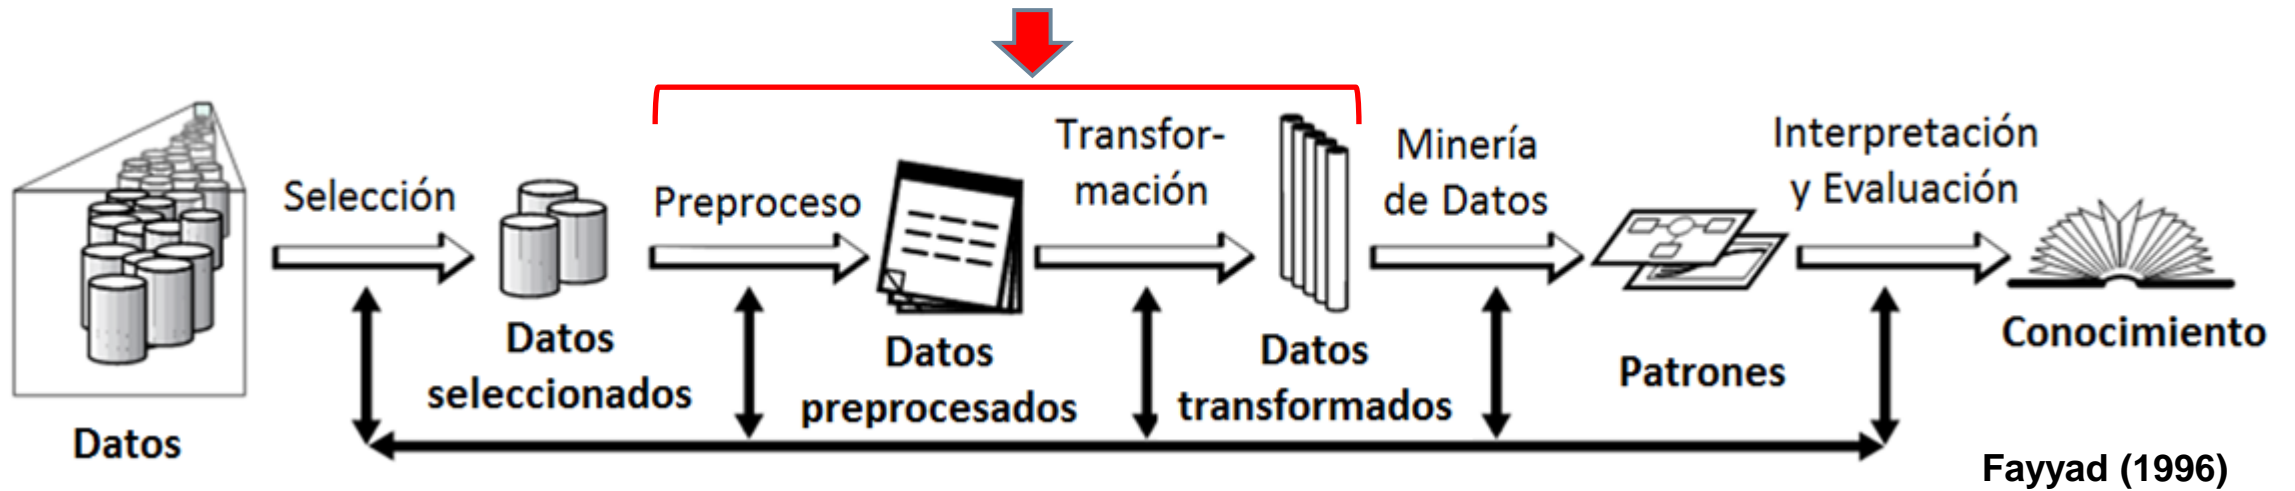 Selección
Preproceso
Transfor-
mación
Minería
de Datos
Interpretación
y Evaluación
Datos
Datos
seleccionados
Datos
preprocesados
Datos
transformados
Patrones
Conocimiento
Fayyad (1996)